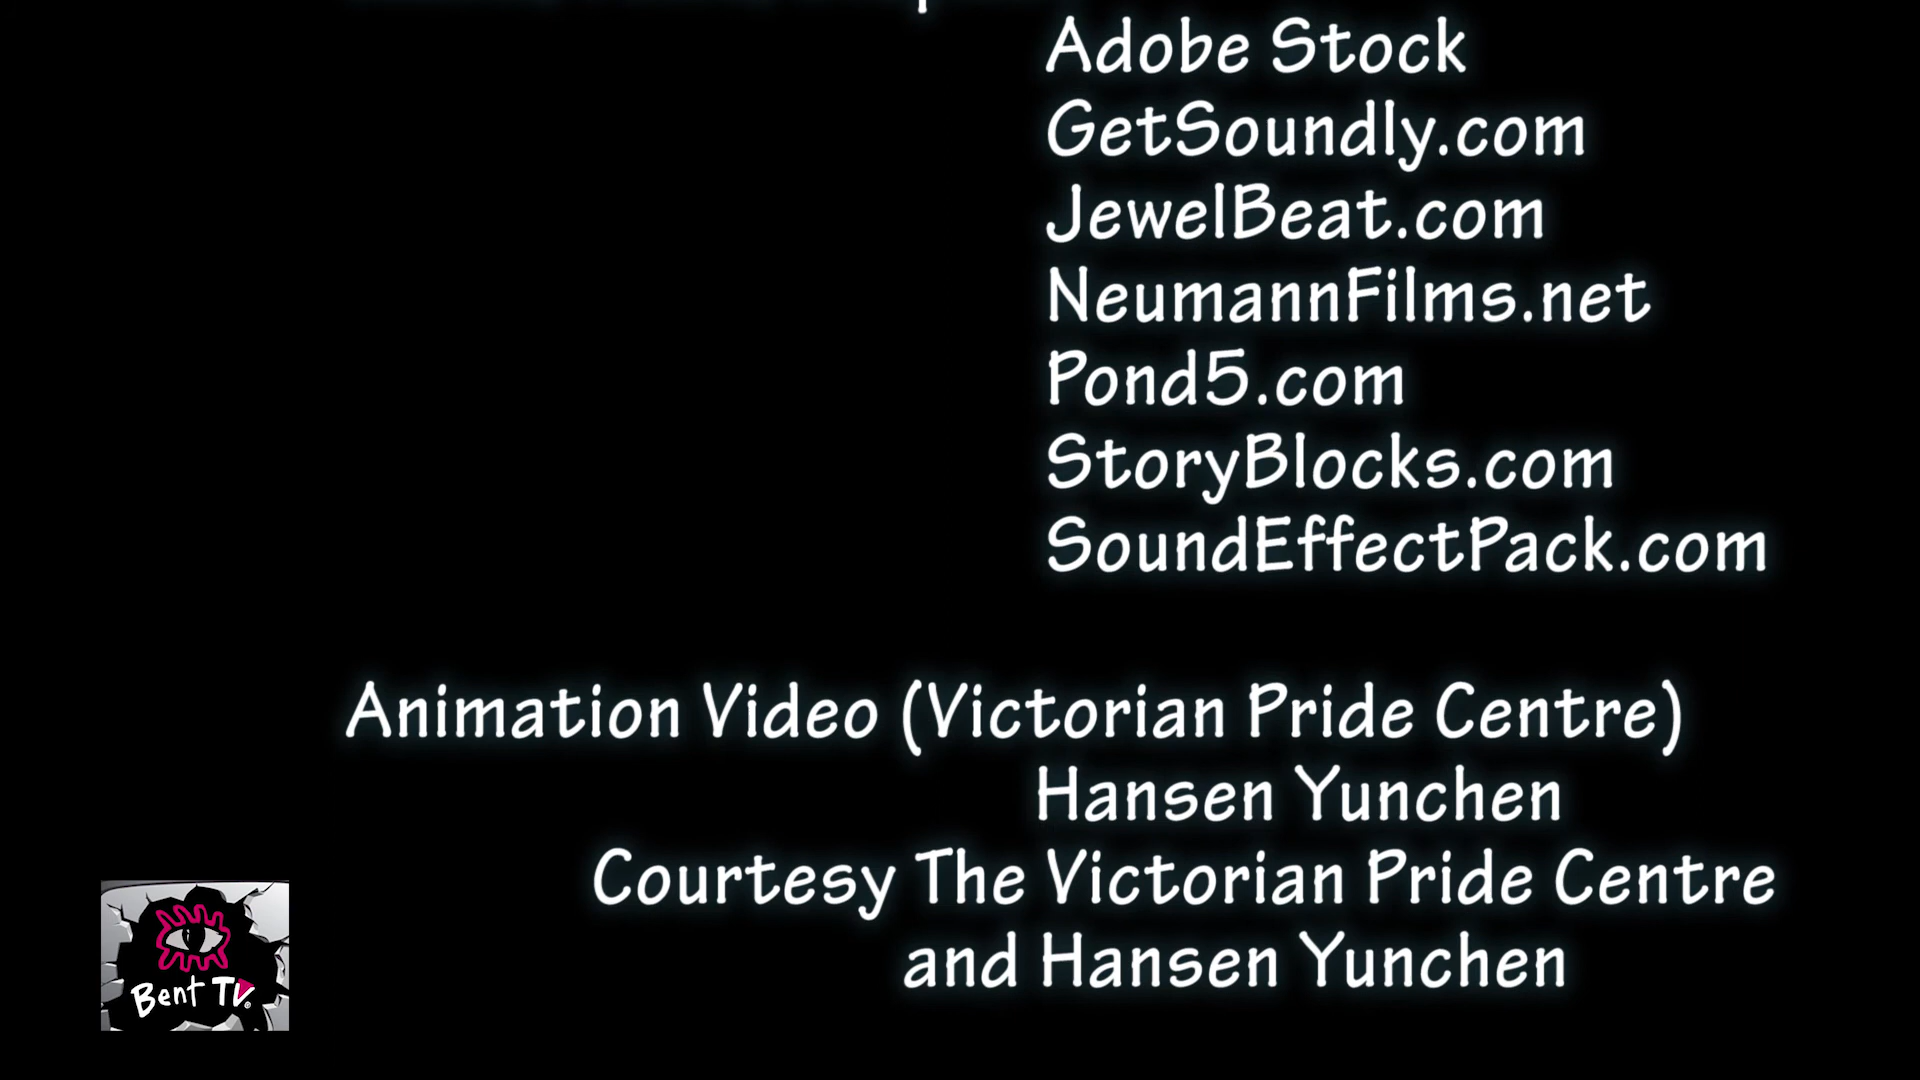 Adobe Stock
GetSoundly.com
JewelBeat.com
NeumannFilms.net
Pond5.com
StoryBlocks.com
SoundEffectPack.com
Animation Video (Victorian Pride Centre)
Hansen Yunchen
Courtesy The Victorian Pride Centre
and Hansen Yunchen
Bent TV.